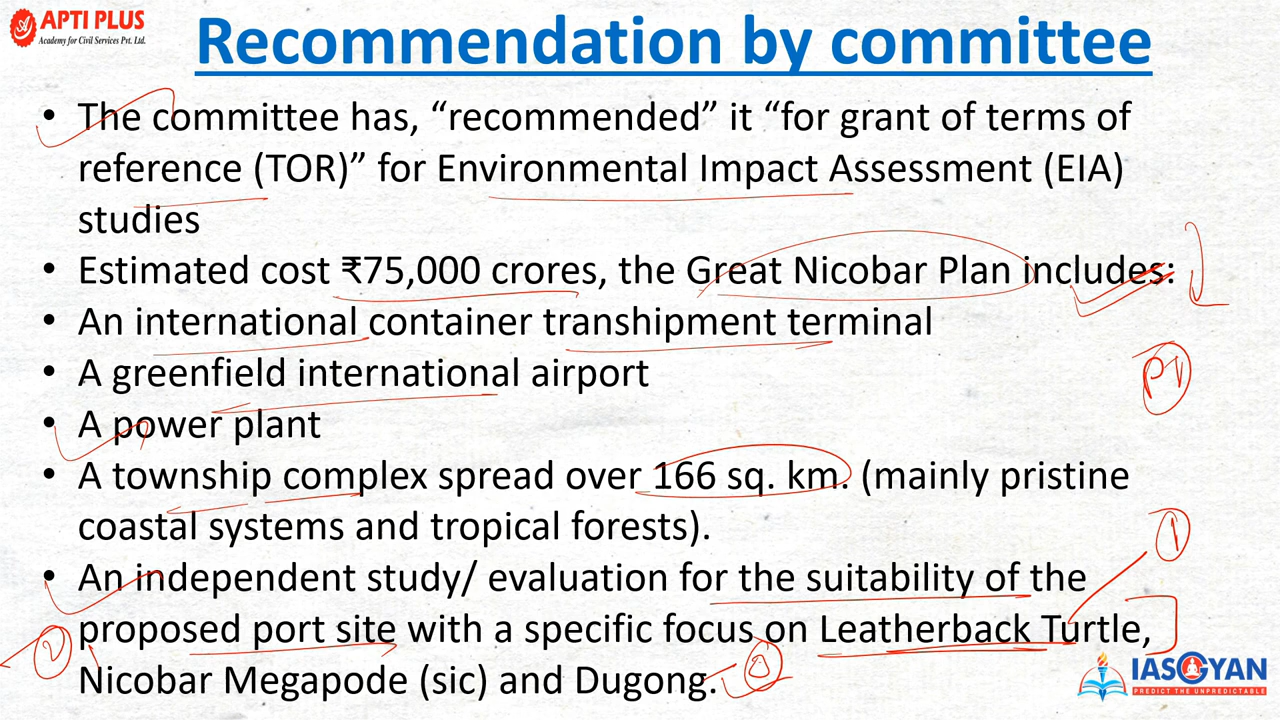 APTI PLUS
Academy for Civil Services Pvt. Ltd.
Recommendation by committee
• The committee has, “recommended” it “for grant of terms of
reference (TOR)” for Environmental Impact Assessment (EIA)
studies
• Estimated cost ₹75,000 crores, the Great Nicobar Plan includes:
• An international container transhipment terminal
• A greenfield international airport
• A power plant
• A township complex spread over 166 sq. km. (mainly pristine
coastal systems and tropical forests).
• An independent study/ evaluation for the suitability of the
proposed port site with a specific focus on Leatherback Turtle,
Nicobar Megapode (sic) and Dugong.
1
2
3
IASGYAN
PREDICT THE UNPREDICTABLE